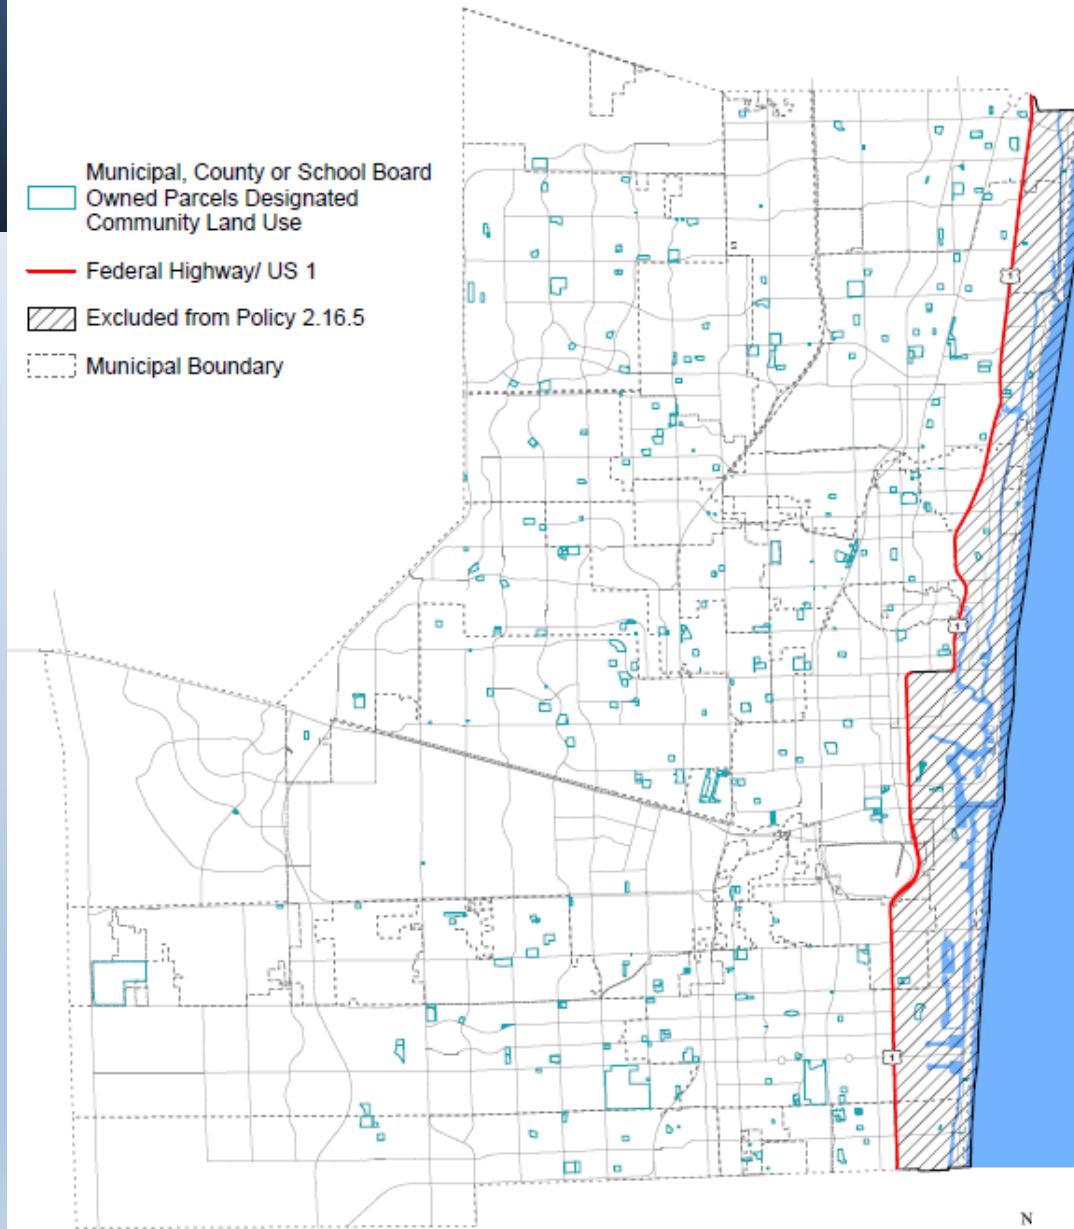 Municipal, County or School Board
Owned Parcels Designated
Community Land Use
Federal Highway/ US 1
Excluded from Policy 2.16.5
Municipal Boundary
1
1
1
N